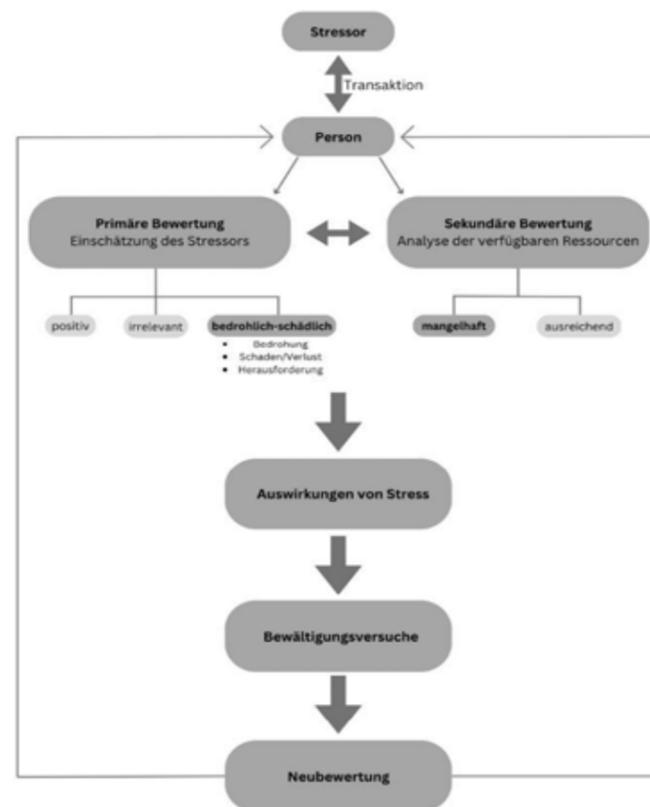 Stressor
Transaktion
Person
Primäre Bewertung
Einschätzung des Stressors
Sekundäre Bewertung
Analyse der verfügbaren Ressourcen
positiv
irrelevant
bedrohlich-schädlich
Bedrohung
Schaden/Verlust
Herausforderung
mangelhaft
ausreichend
Auswirkungen von Stress
Bewältigungsversuche
Neubewertung